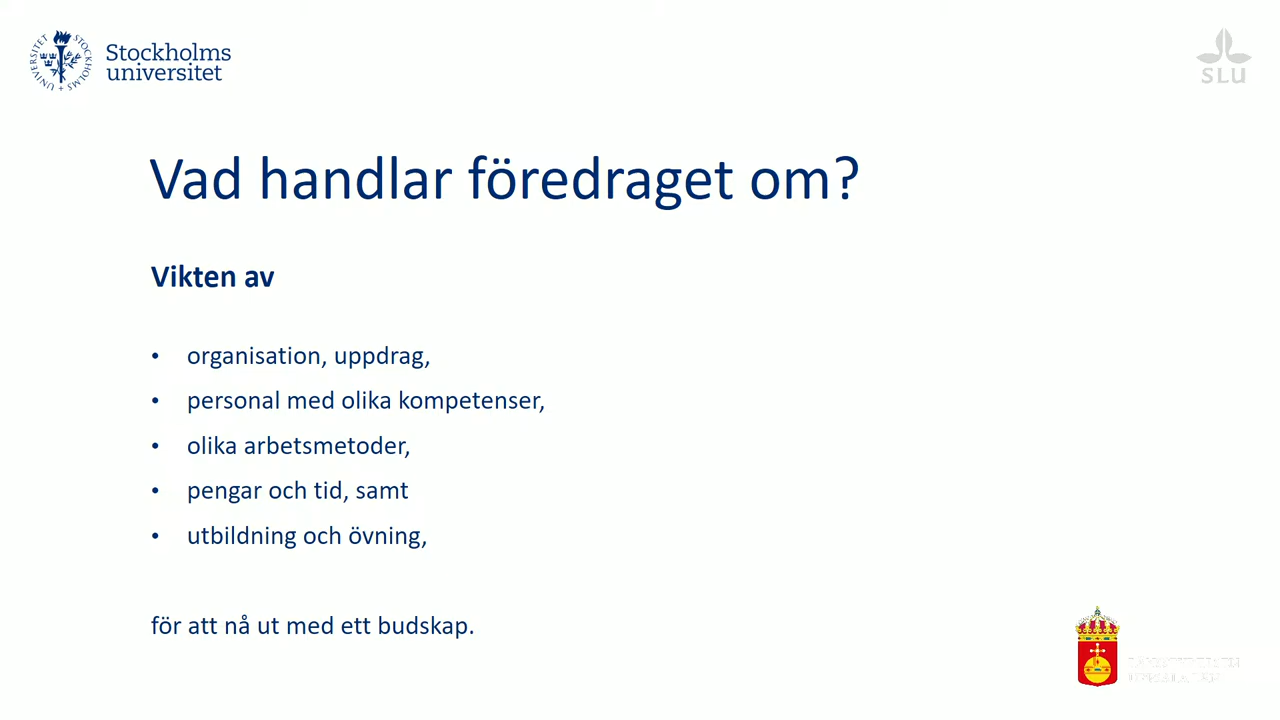 Stockholms
universitet
SLU
Vad handlar föredraget om?
Vikten av
• organisation, uppdrag,
• personal med olika kompetenser,
• olika arbetsmetoder,
• pengar och tid, samt
• utbildning och övning,
för att nå ut med ett budskap.